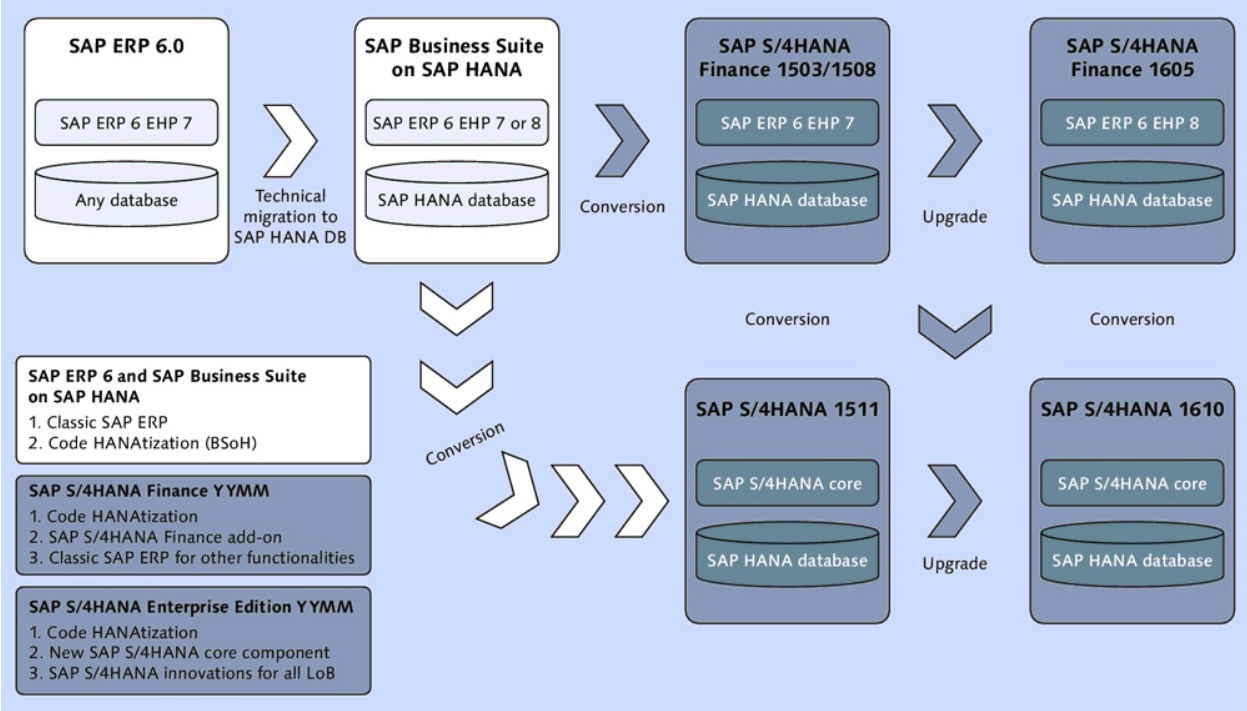 SAP ERP 6.0
SAP ERP 6 EHP 7
Any database
Technical
migration to
SAP HANA DB
SAP Business Suite
on SAP HANA
SAP ERP 6 EHP 7 or 8
SAP HANA database
Conversion
SAP S/4HANA
Finance 1503/1508
SAP ERP 6 EHP 7
SAP HANA database
Upgrade
SAP S/4HANA
Finance 1605
SAP ERP 6 EHP 8
SAP HANA database
Conversion
Conversion
SAP ERP 6 and SAP Business Suite
on SAP HANA
1. Classic SAP ERP
2. Code HANAtization (BSoH)
Conversion
SAP S/4HANA Finance YYMM
1. Code HANAtization
2. SAP S/4HANA Finance add-on
3. Classic SAP ERP for other functionalities
SAP S/4HANA Enterprise Edition YYMM
1. Code HANAtization
2. New SAP S/4HANA core component
3. SAP S/4HANA innovations for all LoB
SAP S/4HANA 1511
SAP S/4HANA core
SAP HANA database
Upgrade
SAP S/4HANA 1610
SAP S/4HANA core
SAP HANA database